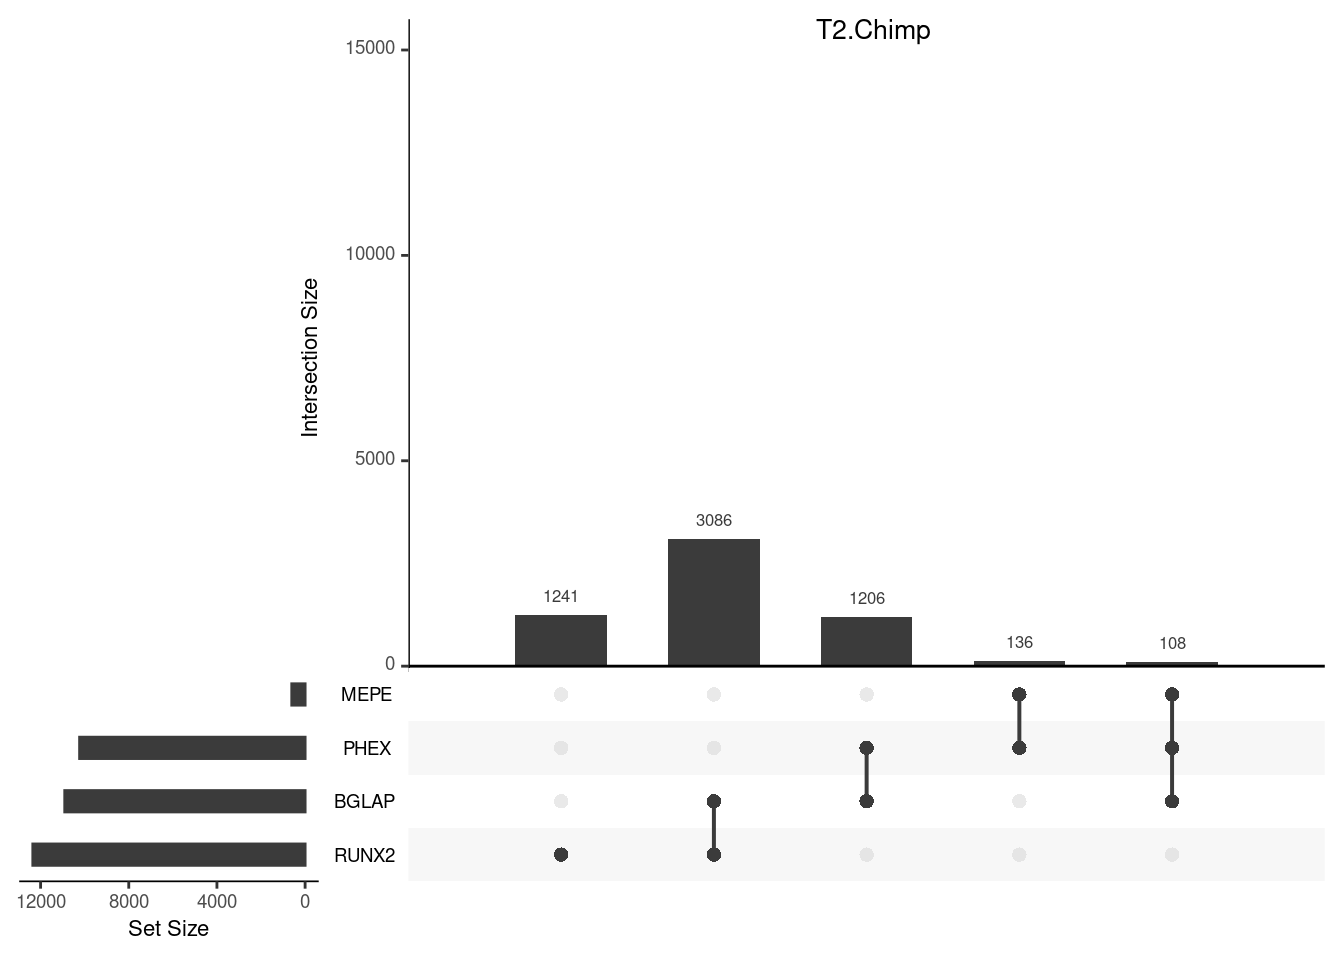 T2.Chimp
15000
10000
5000
0
Intersection Size
1241
3086
1206
136
108
MEPE
PHEX
BGLAP
RUNX2
12000 8000 4000 0
Set Size